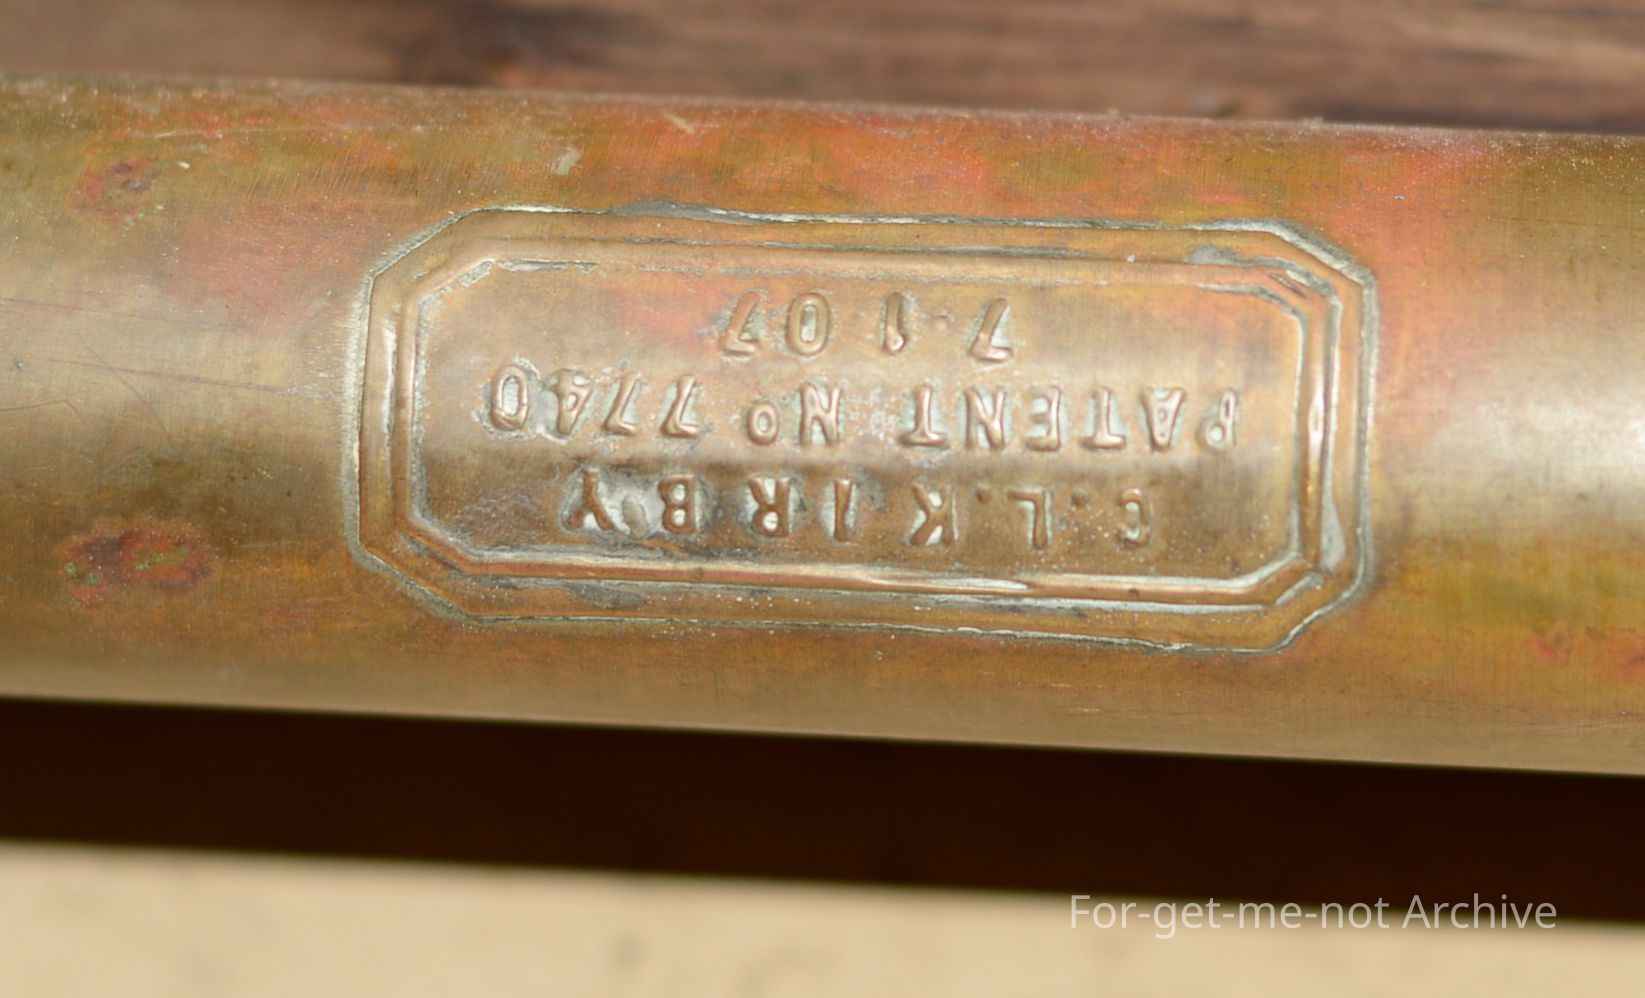 C.L.KIRBY
PATENT No 7740
7·1 07
For-get-me-not Archive